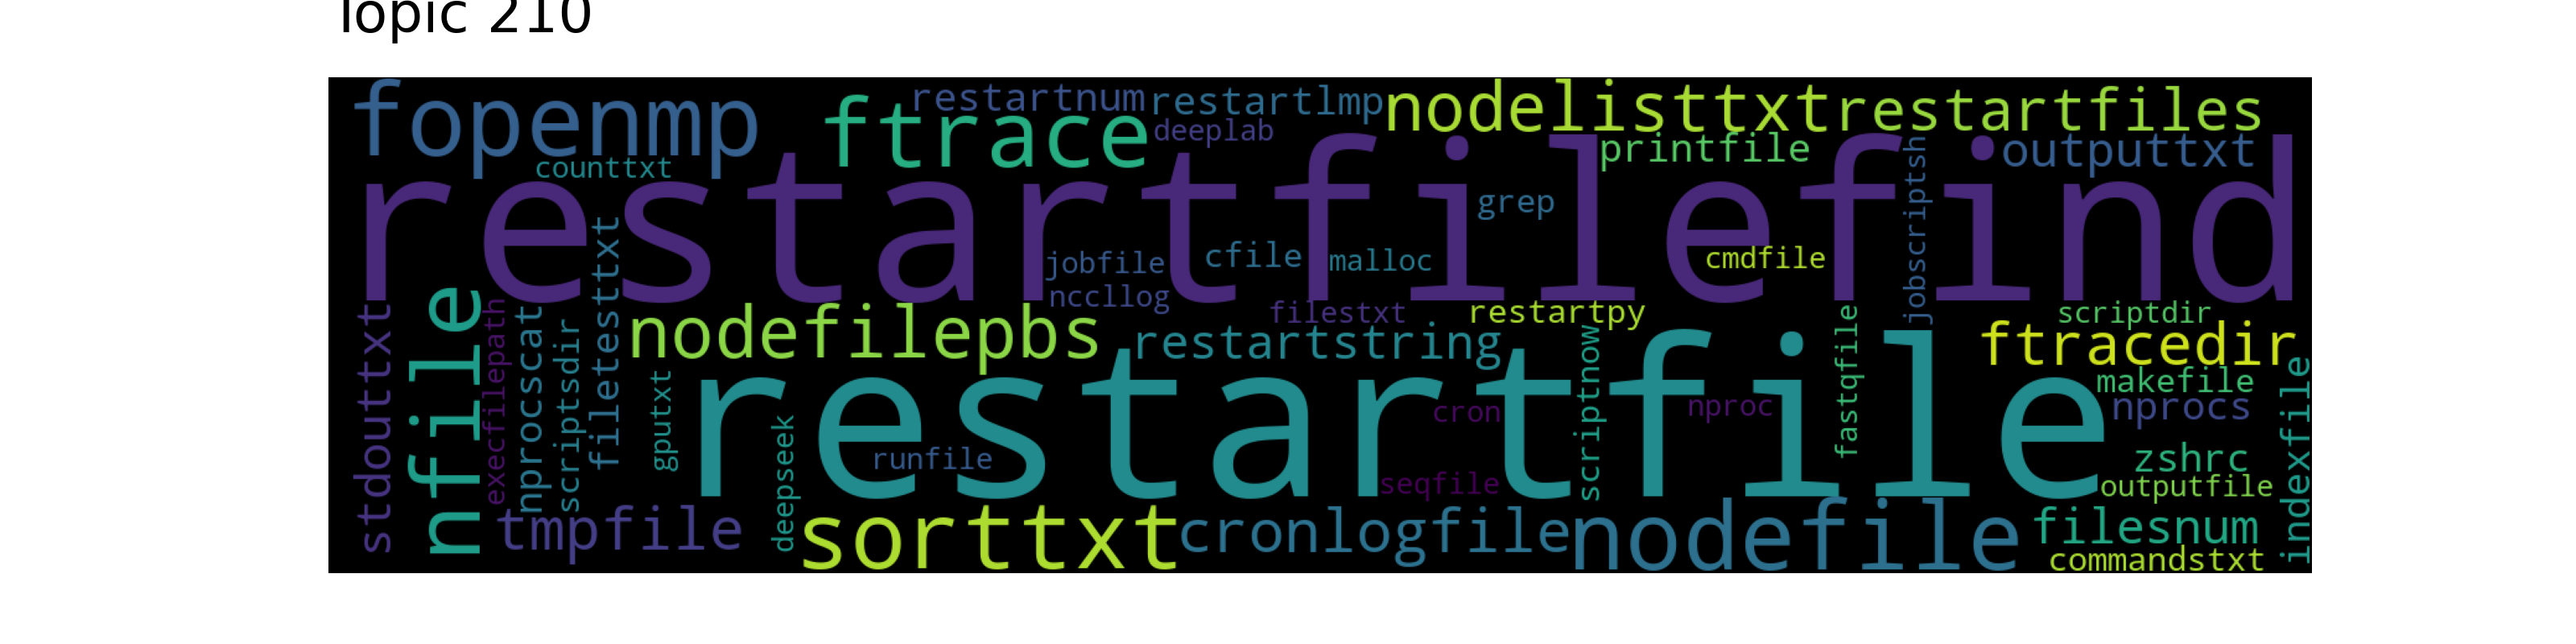 Topic 210
fopenmp
ftrace
restartnum
restartlmp
nodelisttxt
restartfiles
deeplab
printfile
outputtxt
counttxt
restartfilefind
grep
jobscriptsh
jobfile
cfile
malloc
cmdfile
nccllog
filestxt
restartpy
scriptdir
stdouttxt
nfile
execfilepath
nprocscat
scriptsdir
filetesttxt
nodefilepbs
restartstring
scriptnow
fastqfile
ftracedir
makefile
nprocs
indexfile
gputxt
restartfile
cron
nproc
deepseek
runfile
seqfile
zshrc
outputfile
tmpfile
sorttxt
cronlogfile
nodefile
filesnum
commandstxt